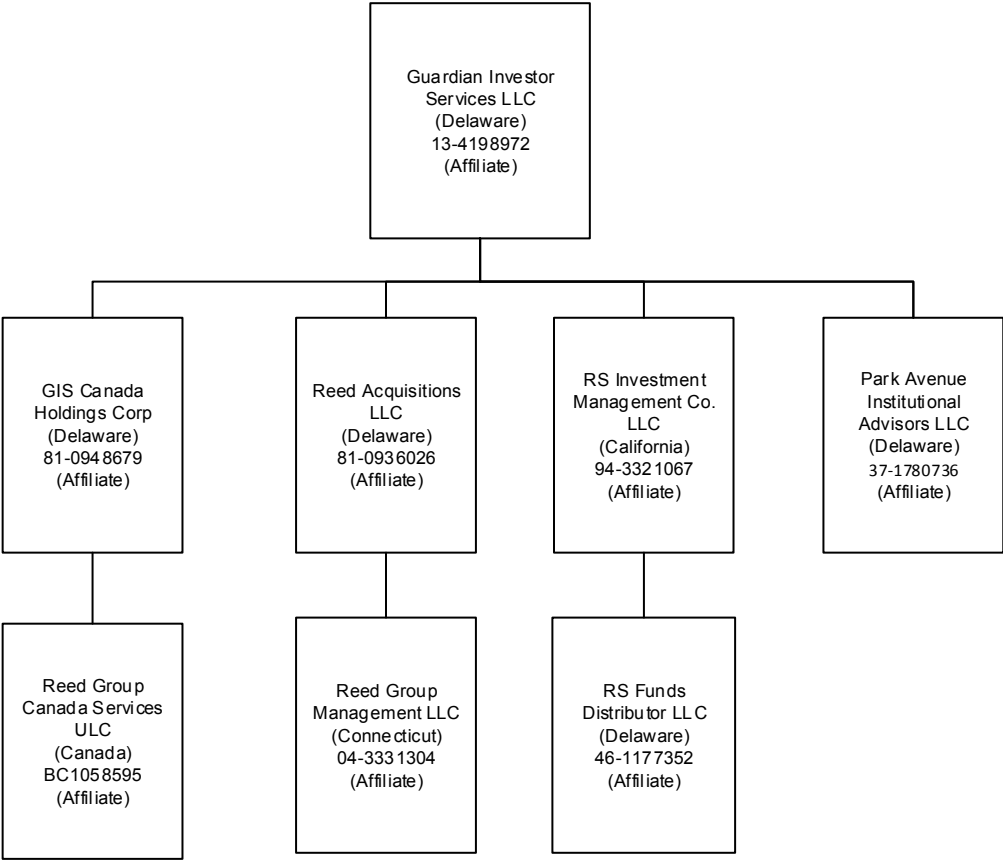 Guardian Investor
Services LLC
(Delaware)
13-4198972
(Affiliate)
GIS Canada
Holdings Corp
(Delaware)
81-0948679
(Affiliate)
Reed Acquisitions
LLC
(Delaware)
81-0936026
(Affiliate)
RS Investment
Management Co.
LLC
(California)
94-3321067
(Affiliate)
Park Avenue
Institutional
Advisors LLC
(Delaware)
37-1780736
(Affiliate)
Reed Group
Canada Services
ULC
(Canada)
BC1058595
(Affiliate)
Reed Group
Management LLC
(Connecticut)
04-3331304
(Affiliate)
RS Funds
Distributor LLC
(Delaware)
46-1177352
(Affiliate)